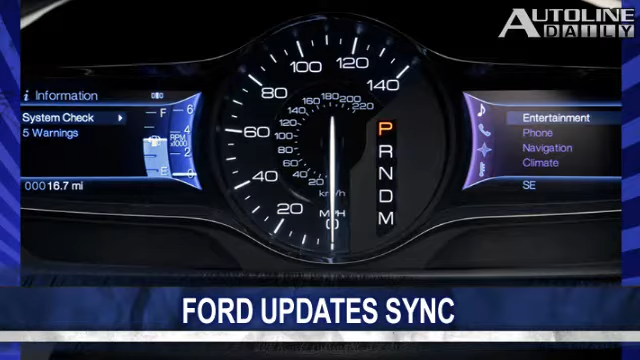 AUTOLINE
DAILY
i Information
System Check
5 Warnings
F
E
6
4
2
0
RPM
x1000
000016.7 mi
0
20
40
60
80
100
120
140
20
40
60
80
100
120
140
160
180
200
220
km/h
MPH
P
R
N
D
M
Entertainment
Phone
Navigation
Climate
SE
FORD UPDATES SYNC